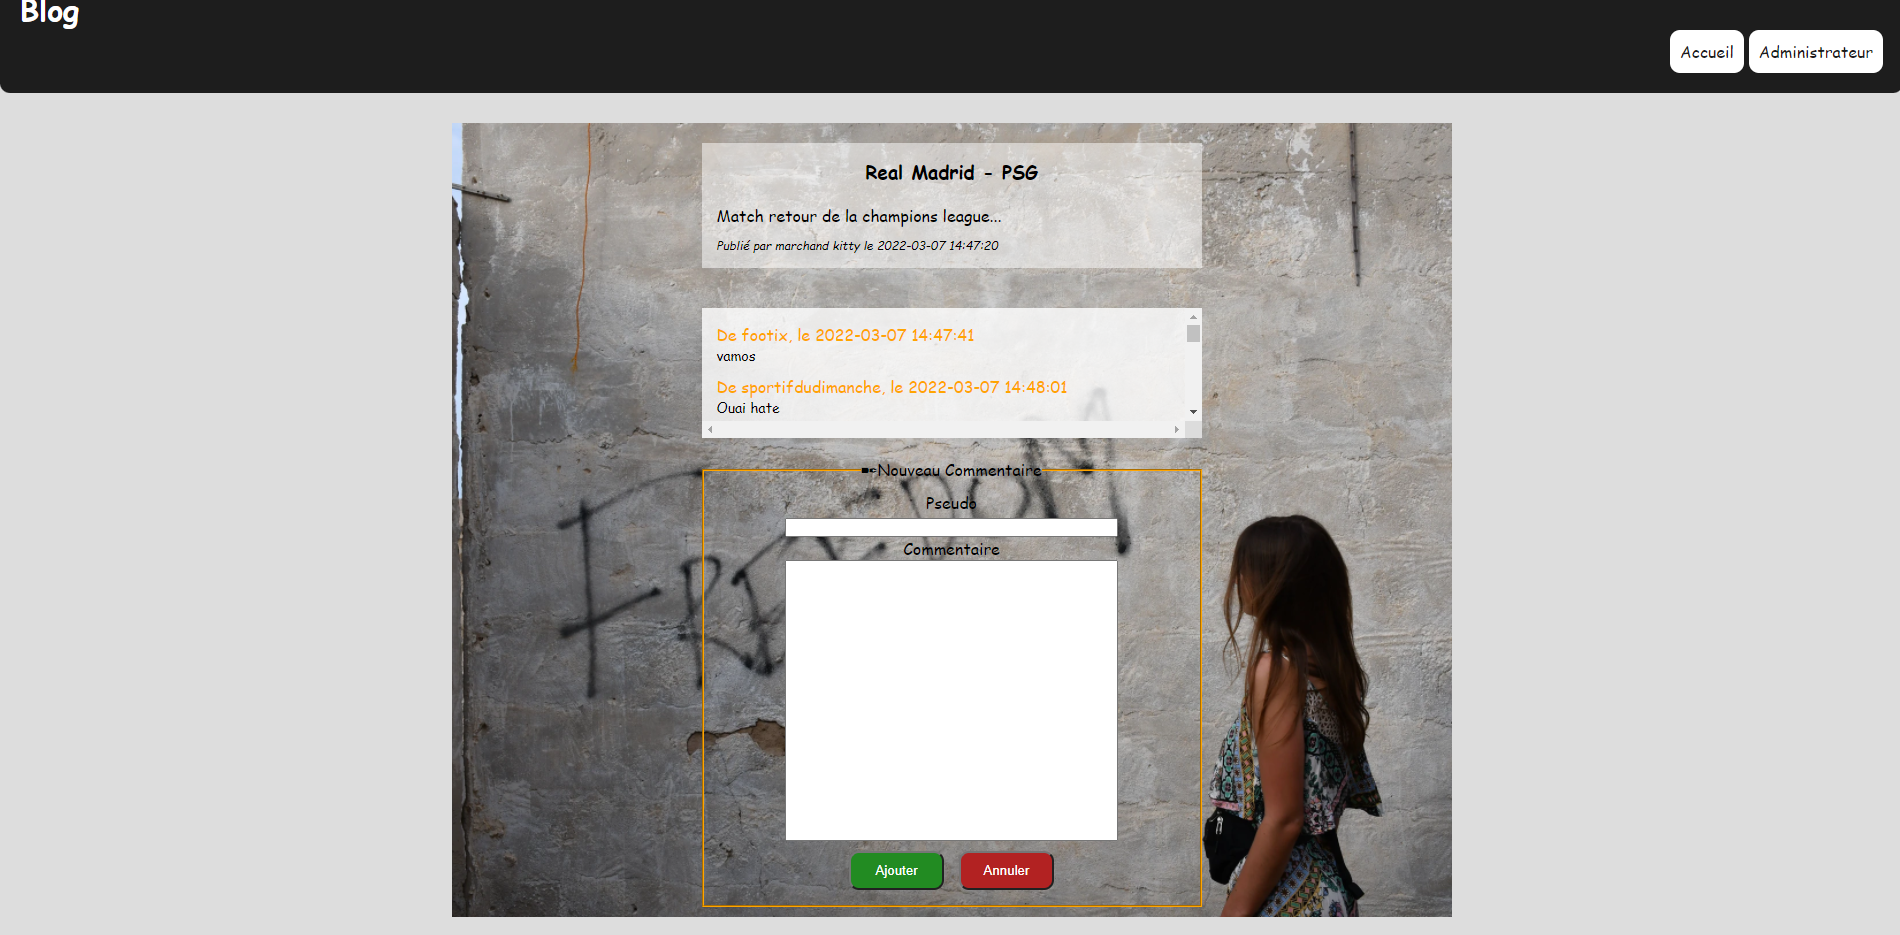 Blog
Accueil Administrateur
Real Madrid - PSG
Match retour de la champions league...
Publié par marchand kitty le 2022-03-07 14:47:20
De footix, le 2022-03-07 14:47:41
vamos
De sportifdudimanche, le 2022-03-07 14:48:01
Ouai hate
✒Nouveau Commentaire
Pseudo
Commentaire
Ajouter Annuler